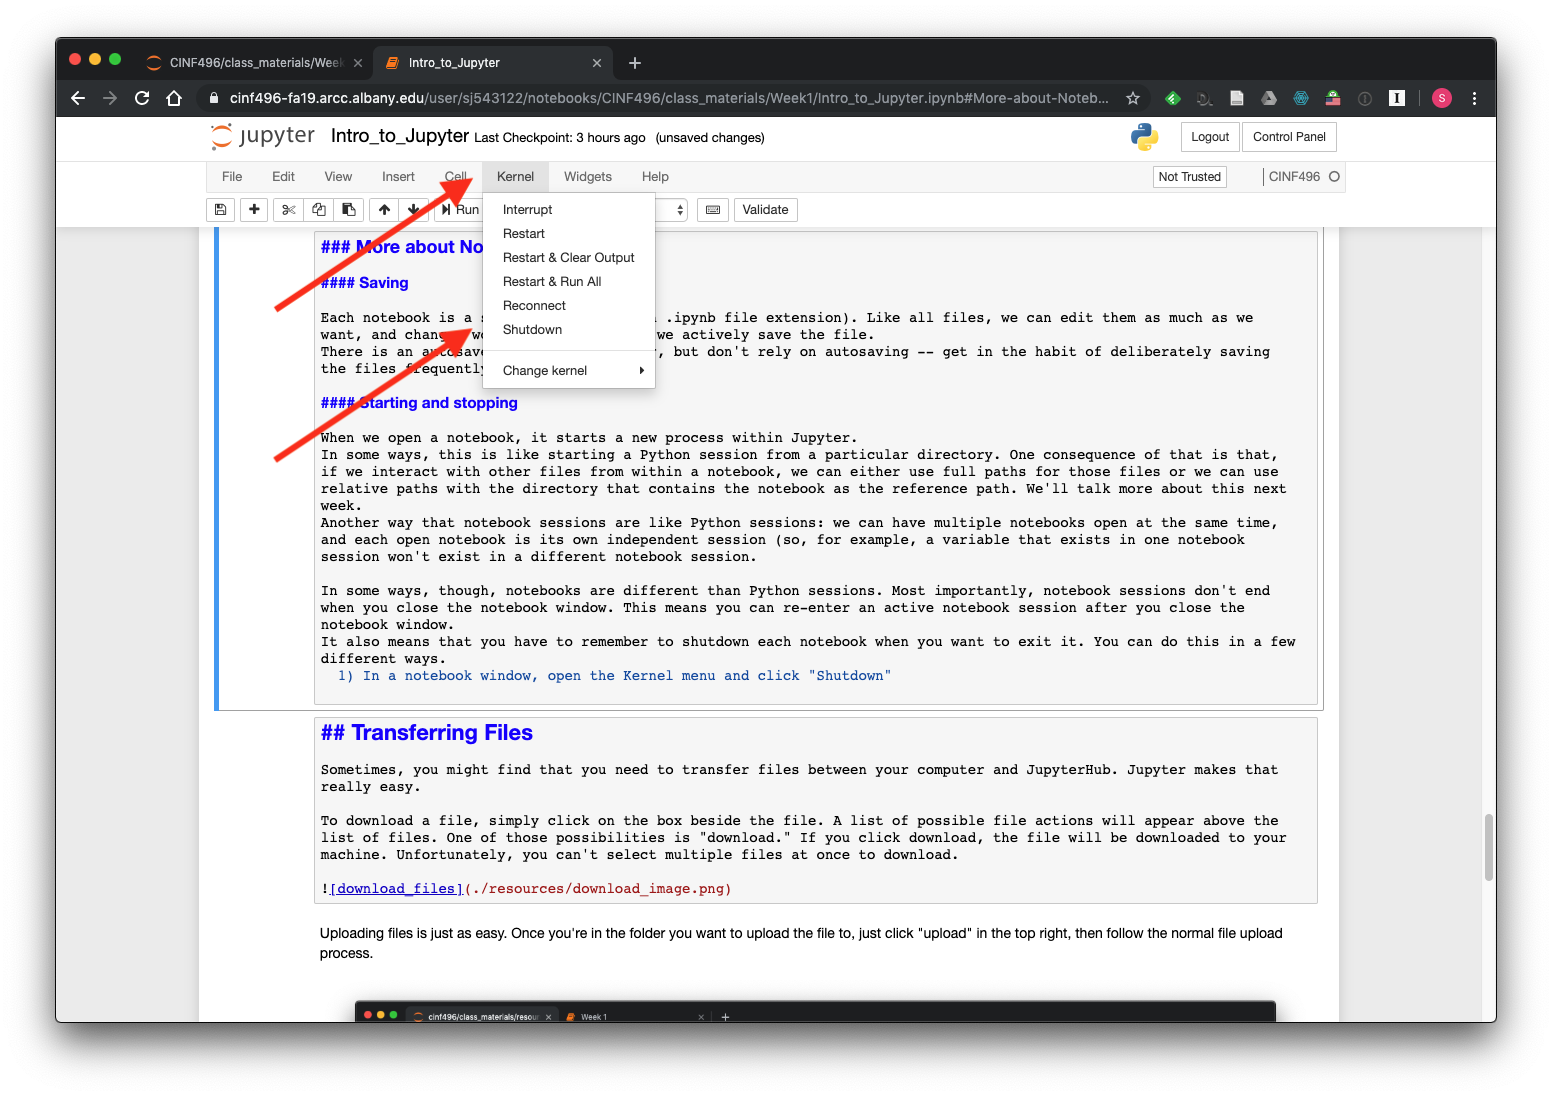 CINF496/class_materials/Week
Intro_to_Jupyter
cinf496-fa19.arcc.albany.edu/user/sj543122/notebooks/CINF496/class_materials/Week1/Intro_to_Jupyter.ipynb#More-about-Noteb...
S
jupyter Intro_to_Jupyter Last Checkpoint: 3 hours ago (unsaved changes)
Logout Control Panel
File Edit View Insert Cell Kernel Widgets Help
Not Trusted CINF496
Run
Validate
Interrupt
Restart
Restart & Clear Output
Restart & Run All
Reconnect
Shutdown
Change kernel
### More about No
#### Saving
Each notebook is a .ipynb file extension). Like all files, we can edit them as much as we
want, and we actively save the file.
There is an autosave , but don't rely on autosaving -- get in the habit of deliberately saving
the files frequently
#### Starting and stopping
When we open a notebook, it starts a new process within Jupyter.
In some ways, this is like starting a Python session from a particular directory. One consequence of that is that,
if we interact with other files from within a notebook, we can either use full paths for those files or we can use
relative paths with the directory that contains the notebook as the reference path. We'll talk more about this next
week.
Another way that notebook sessions are like Python sessions: we can have multiple notebooks open at the same time,
and each open notebook is its own independent session (so, for example, a variable that exists in one notebook
session won't exist in a different notebook session.
In some ways, though, notebooks are different than Python sessions. Most importantly, notebook sessions don't end
when you close the notebook window. This means you can re-enter an active notebook session after you close the
notebook window.
It also means that you have to remember to shutdown each notebook when you want to exit it. You can do this in a few
different ways.
1) In a notebook window, open the Kernel menu and click "Shutdown"
## Transferring Files
Sometimes, you might find that you need to transfer files between your computer and JupyterHub. Jupyter makes that
really easy.
To download a file, simply click on the box beside the file. A list of possible file actions will appear above the
list of files. One of those possibilities is "download." If you click download, the file will be downloaded to your
machine. Unfortunately, you can't select multiple files at once to download.
![download_files](./resources/download_image.png)
Uploading files is just as easy. Once you're in the folder you want to upload the file to, just click "upload" in the top right, then follow the normal file upload
process.
cinf496/class_materials/resour
Week 1